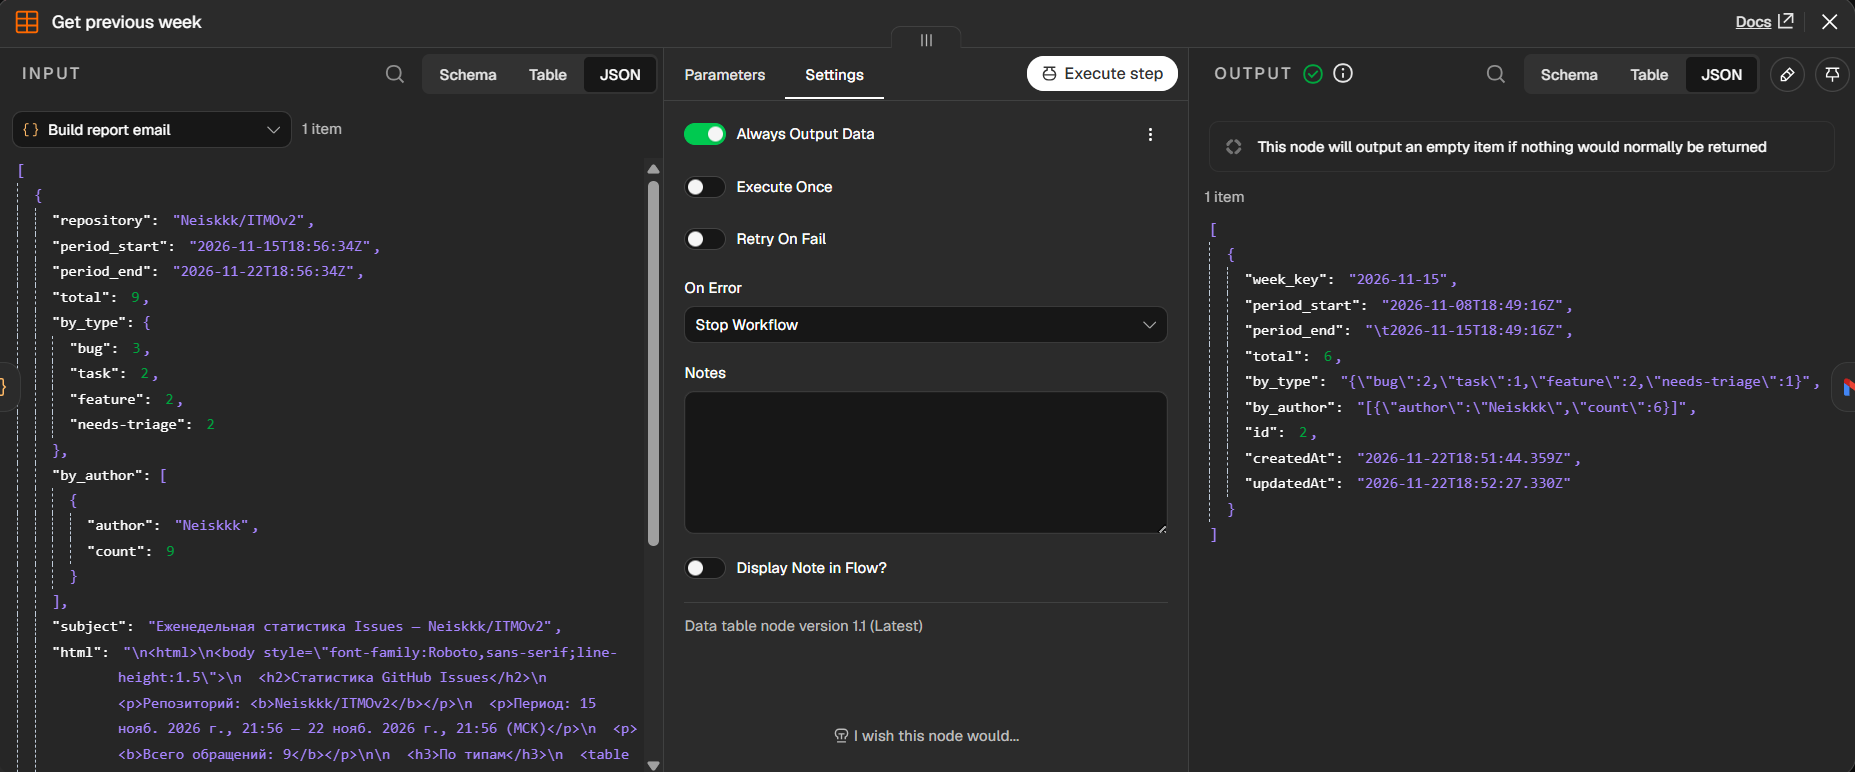 Get previous week
Docs
INPUT
Schema
Table
JSON
{} Build report email
1 item
[
{
"repository": "Neiskkk/ITMOv2",
"period_start": "2026-11-15T18:56:34Z",
"period_end": "2026-11-22T18:56:34Z",
"total": 9,
"by_type": {
"bug": 3,
"task": 2,
"feature": 2,
"needs-triage": 2
},
"by_author": [
{
"author": "Neiskkk",
"count": 9
}
],
"subject": "Еженедельная статистика Issues — Neiskkk/ITMOv2",
"html": "\n<html>\n<body style=\"font-family:Roboto,sans-serif;line-
height:1.5\">\n  <h2>Статистика GitHub Issues</h2>\n
<p>Репозиторий: <b>Neiskkk/ITMOv2</b></p>\n  <p>Период: 15
нояб. 2026 г., 21:56 — 22 нояб. 2026 г., 21:56 (МСК)</p>\n  <p>
<b>Всего обращений: 9</b></p>\n\n  <h3>По типам</h3>\n  <table
Parameters
Settings
Execute step
Always Output Data
Execute Once
Retry On Fail
On Error
Stop Workflow
Notes
Display Note in Flow?
Data table node version 1.1 (Latest)
I wish this node would...
OUTPUT
Schema
Table
JSON
This node will output an empty item if nothing would normally be returned
1 item
[
{
"week_key": "2026-11-15",
"period_start": "2026-11-08T18:49:16Z",
"period_end": "\t2026-11-15T18:49:16Z",
"total": 6,
"by_type": "{\"bug\":2,\"task\":1,\"feature\":2,\"needs-triage\":1}",
"by_author": "[{\"author\":\"Neiskkk\",\"count\":6}]",
"id": 2,
"createdAt": "2026-11-22T18:51:44.359Z",
"updatedAt": "2026-11-22T18:52:27.330Z"
}
]